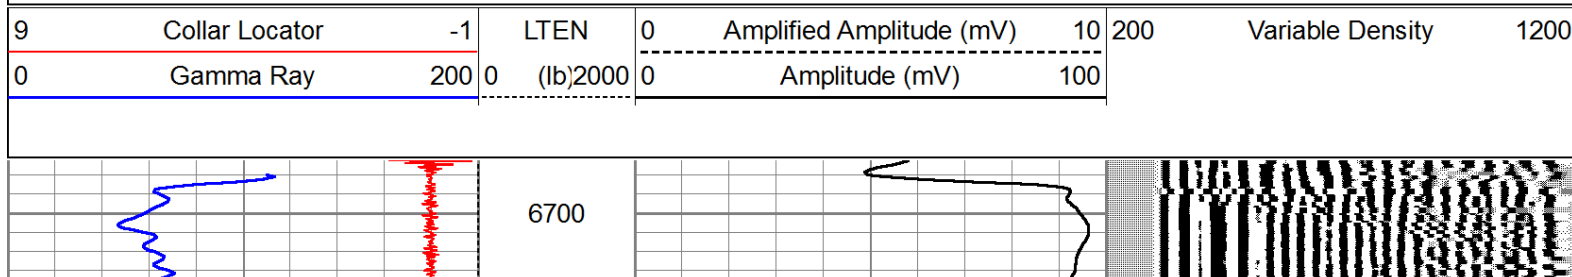 9 Collar Locator -1 LTEN 0 Amplified Amplitude (mV) 10 200 Variable Density 1200
0 Gamma Ray 200 0 (lb)2000 0 Amplitude (mV) 100
6700